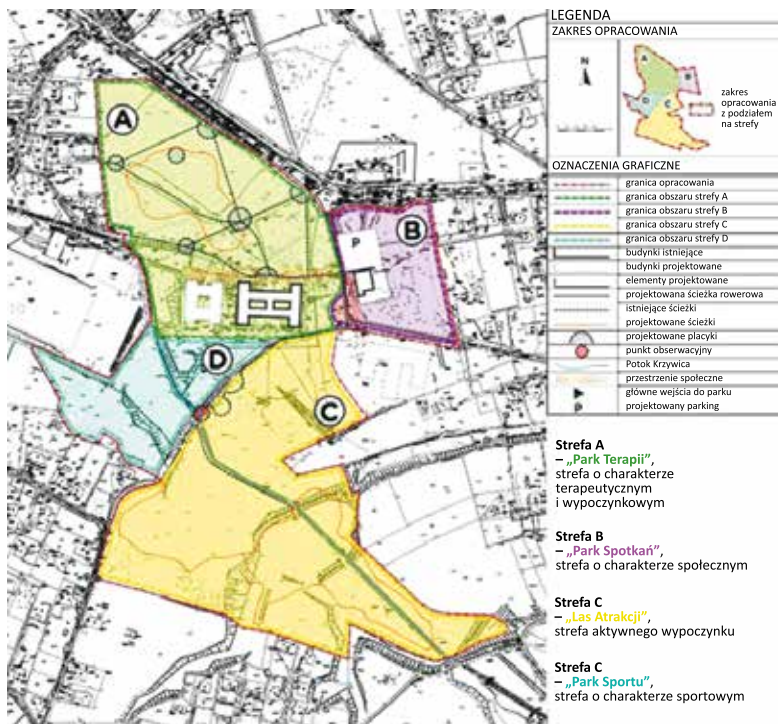 A
P
B
D
C
LEGENDA
ZAKRES OPRACOWANIA
N
A
B
D
C
zakres
opracowania
z podziałem
na strefy
OZNACZENIA GRAFICZNE
granica opracowania
granica obszaru strefy A
granica obszaru strefy B
granica obszaru strefy C
granica obszaru strefy D
budynki istniejące
budynki projektowane
elementy projektowane
projektowana ścieżka rowerowa
istniejące ścieżki
projektowane ścieżki
projektowane placyki
punkt obserwacyjny
Potok Krzywica
przestrzenie społeczne
główne wejścia do parku
P projektowany parking
Strefa A
– „Park Terapii”,
strefa o charakterze
terapeutycznym
i wypoczynkowym
Strefa B
– „Park Spotkań”,
strefa o charakterze społecznym
Strefa C
– „Las Atrakcji”,
strefa aktywnego wypoczynku
Strefa C
– „Park Sportu”,
strefa o charakterze sportowym